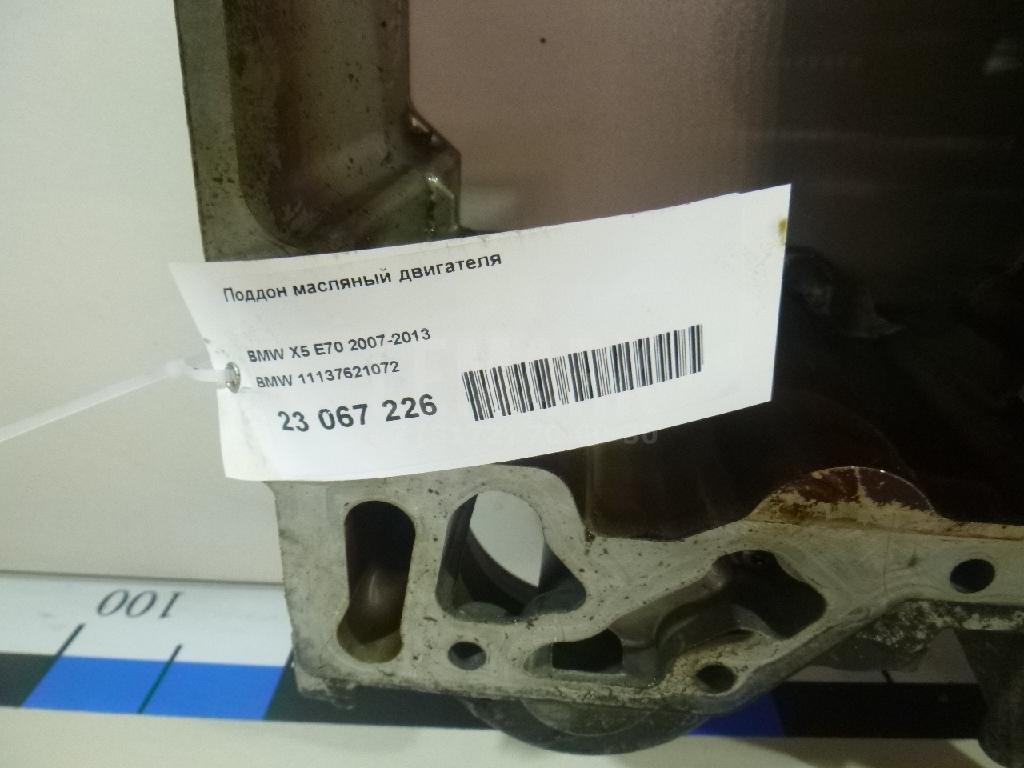 Поддон масляный двигателя
BMW X5 E70 2007-2013
BMW 11137621072
23 067 226
100